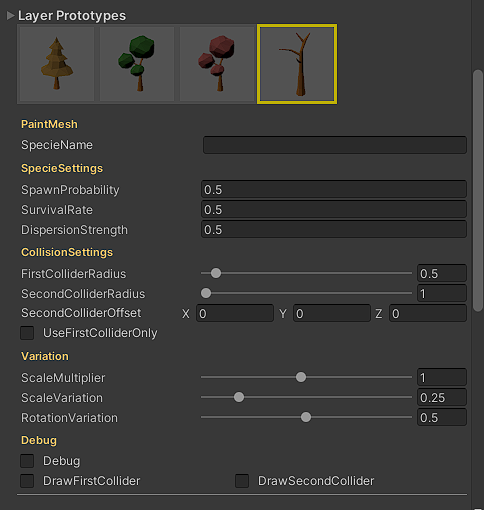 Layer Prototypes
PaintMesh
SpecieName
SpecieSettings
SpawnProbability 0.5
SurvivalRate 0.5
DispersionStrength 0.5
CollisionSettings
FirstColliderRadius 0.5
SecondColliderRadius 1
SecondColliderOffset X 0 Y 0 Z 0
UseFirstColliderOnly
Variation
ScaleMultiplier 1
ScaleVariation 0.25
RotationVariation 0.5
Debug
Debug
DrawFirstCollider DrawSecondCollider